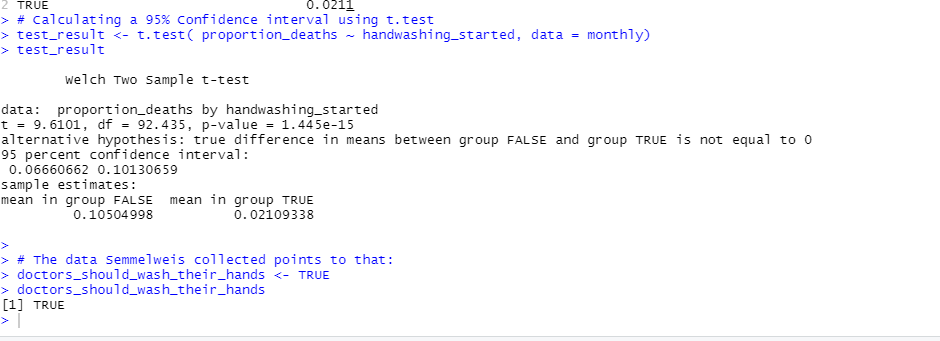 2 TRUE 0.0211
> # Calculating a 95% Confidence interval using t.test
> test_result <- t.test( proportion_deaths ~ handwashing_started, data = monthly)
> test_result
Welch Two Sample t-test
data: proportion_deaths by handwashing_started
t = 9.6101, df = 92.435, p-value = 1.445e-15
alternative hypothesis: true difference in means between group FALSE and group TRUE is not equal to 0
95 percent confidence interval:
0.06660662 0.10130659
sample estimates:
mean in group FALSE mean in group TRUE
0.10504998 0.02109338
>
> # The data Semmelweis collected points to that:
> doctors_should_wash_their_hands <- TRUE
> doctors_should_wash_their_hands
[1] TRUE
>